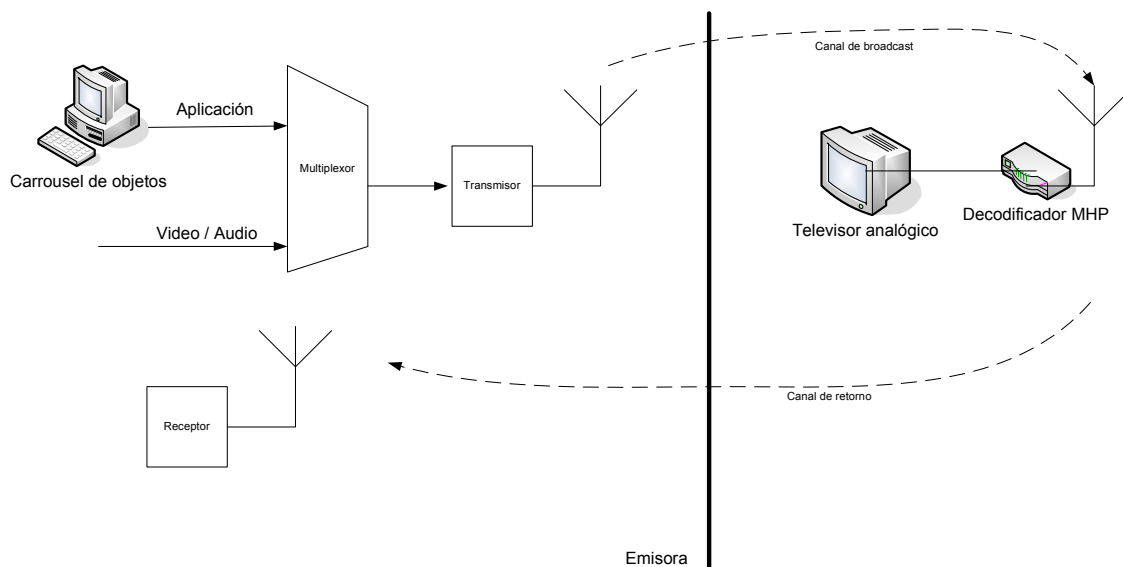 Canal de broadcast
Aplicación
Carrousel de objetos
Multiplexor
Transmisor
Video / Audio
Televisor analógico
Decodificador MHP
Canal de retorno
Receptor
Emisora